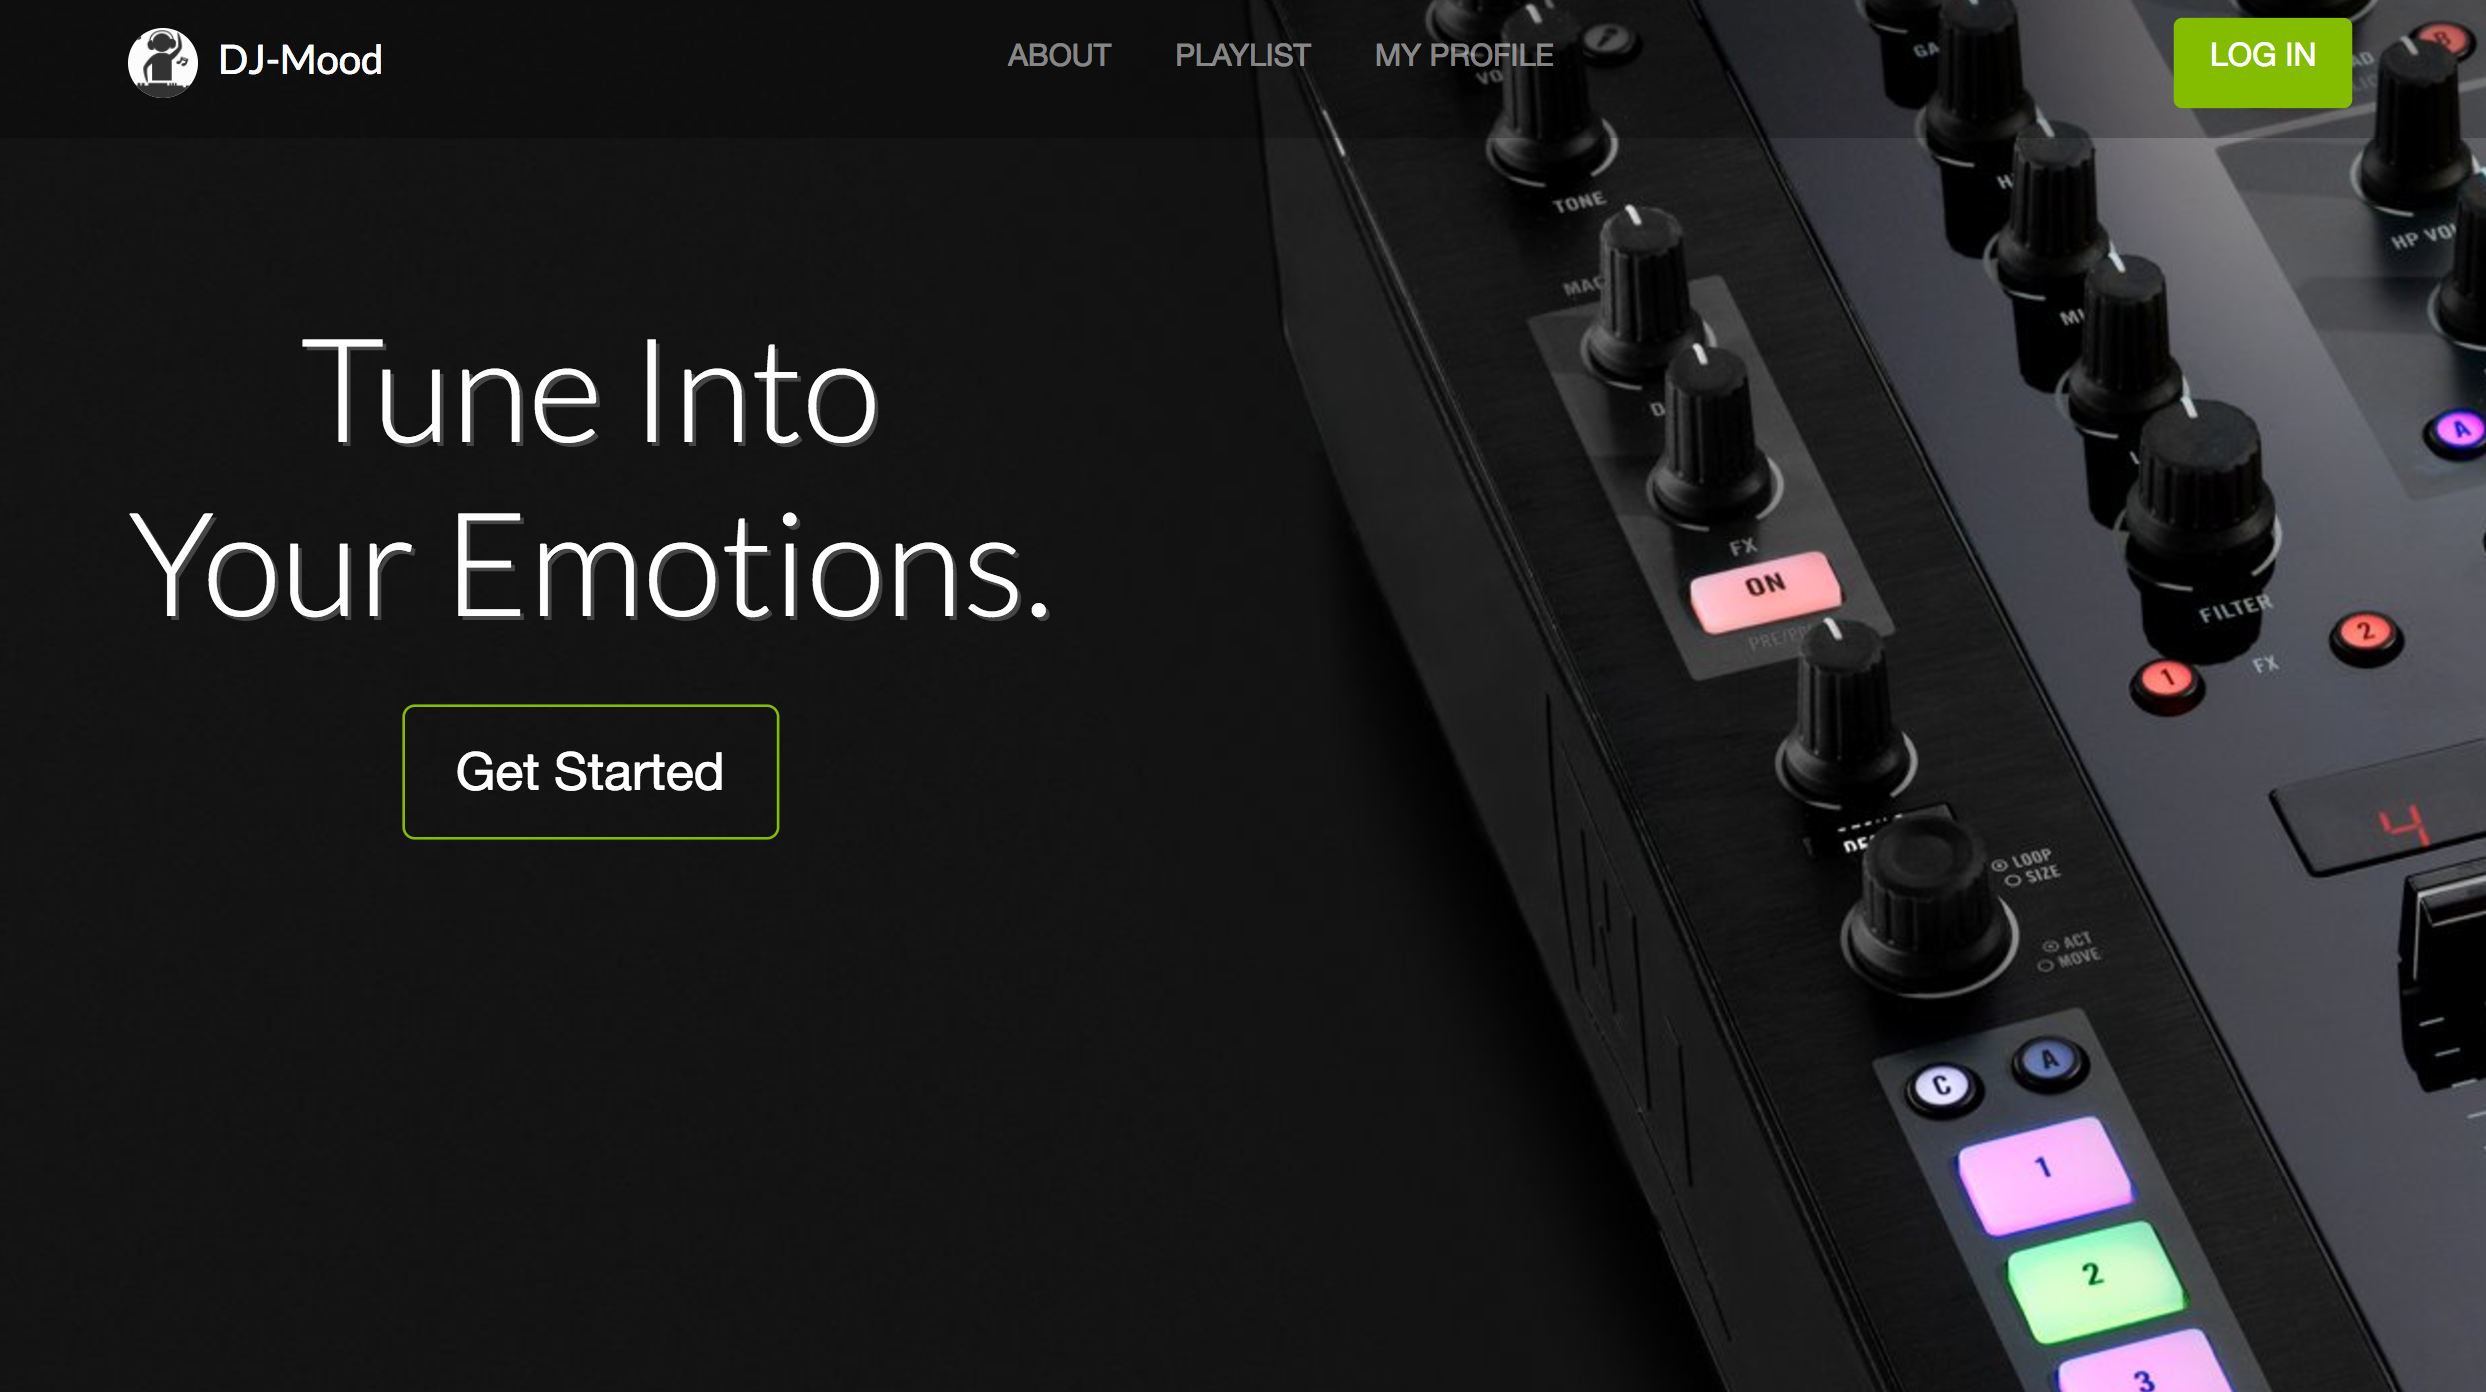 DJ-Mood
ABOUT
PLAYLIST
MY PROFILE
LOG IN
Tune Into
Your Emotions.
Get Started
TONE
HP
FX
ON
FILTER
1
2
FX
4
LOOP
SIZE
ACT
MOVE
B
A
C
A
1
2
3